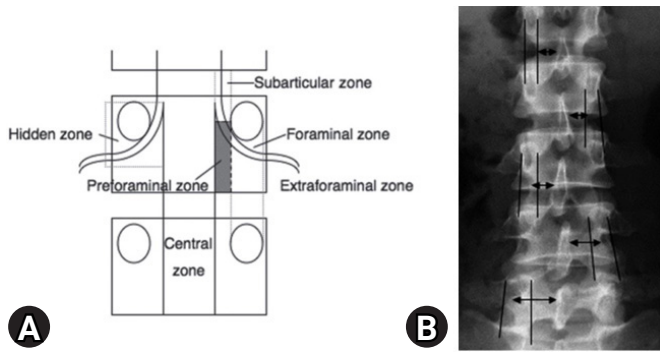 Subarticular zone
Hidden zone
Foraminal zone
Preforaminal zone
Extraforaminal zone
Central
zone
A
B